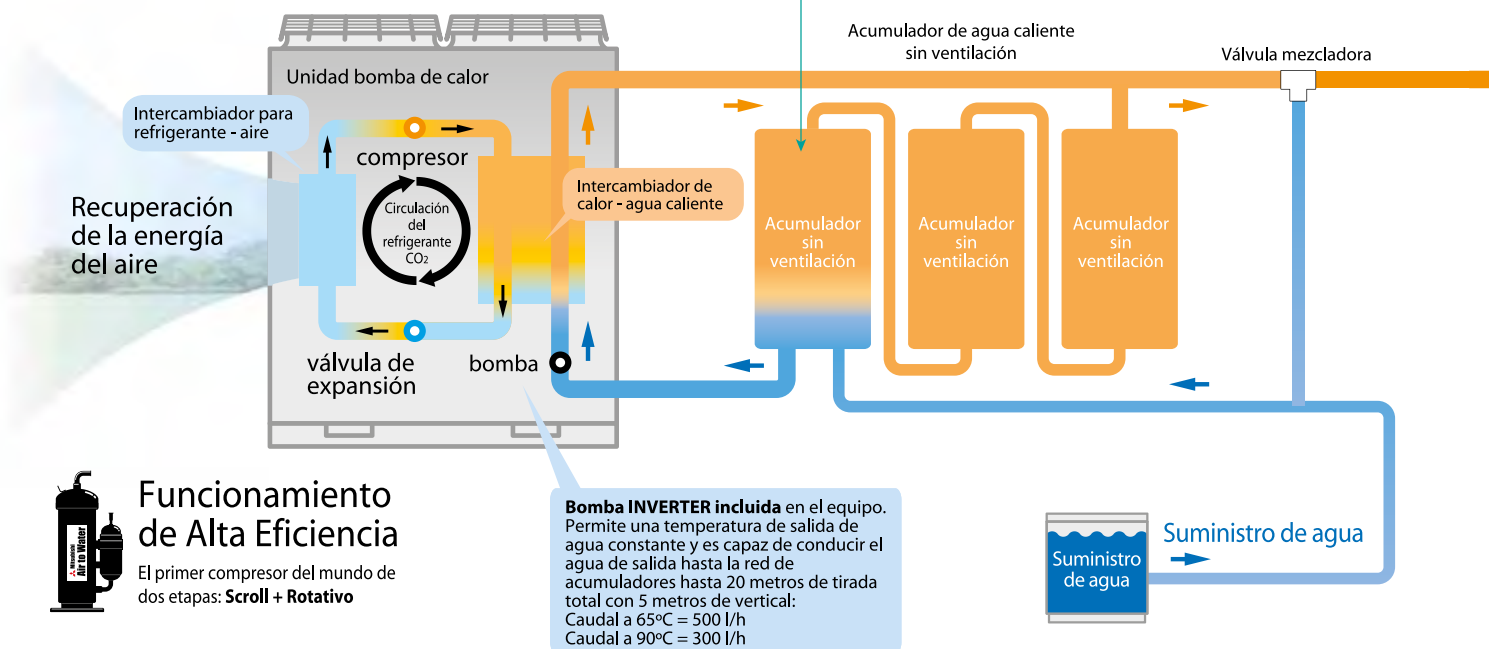 Acumulador de agua caliente
sin ventilación
Válvula mezcladora
Unidad bomba de calor
Intercambiador para
refrigerante - aire
compresor
Intercambiador de
calor - agua caliente
Circulación
del
refrigerante
CO₂
Recuperación
de la energía
del aire
Acumulador
sin
ventilación
Acumulador
sin
ventilación
Acumulador
sin
ventilación
válvula de
expansión
bomba
Funcionamiento
de Alta Eficiencia
El primer compresor del mundo de
dos etapas: Scroll + Rotativo
Mitsubishi
Air to Water
Bomba INVERTER incluida en el equipo.
Permite una temperatura de salida de
agua constante y es capaz de conducir el
agua de salida hasta la red de
acumuladores hasta 20 metros de tirada
total con 5 metros de vertical:
Caudal a 65ºC = 500 l/h
Caudal a 90ºC = 300 l/h
Suministro de agua
Suministro
de agua